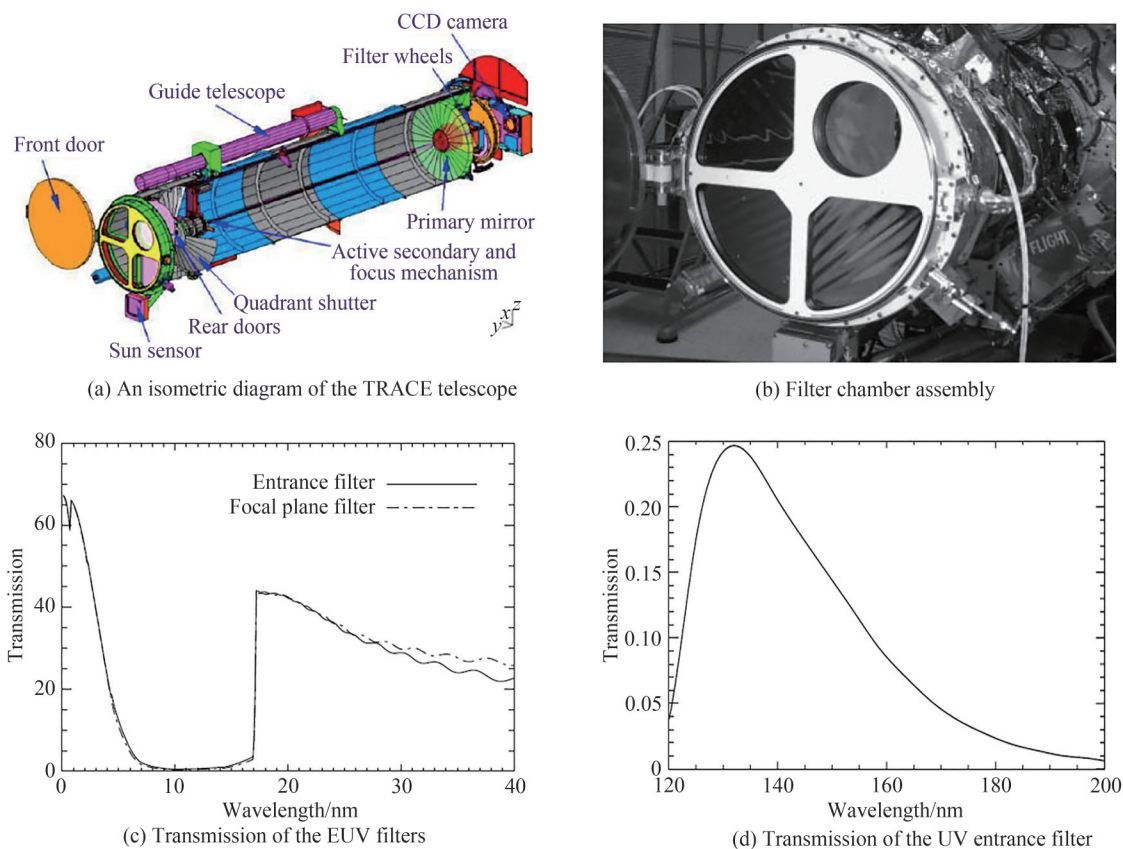 CCD camera
Filter wheels
Guide telescope
Front door
Primary mirror
Active secondary and
focus mechanism
Quadrant shutter
Rear doors
Sun sensor
x z
y
(a) An isometric diagram of the TRACE telescope
FLIGHT
(b) Filter chamber assembly
80
60
40
20
0
Transmission
Entrance filter
Focal plane filter
0 10 20 30 40
Wavelength/nm
(c) Transmission of the EUV filters
0.25
0.20
0.15
0.10
0.05
0
Transmission
120 140 160 180 200
Wavelength/nm
(d) Transmission of the UV entrance filter